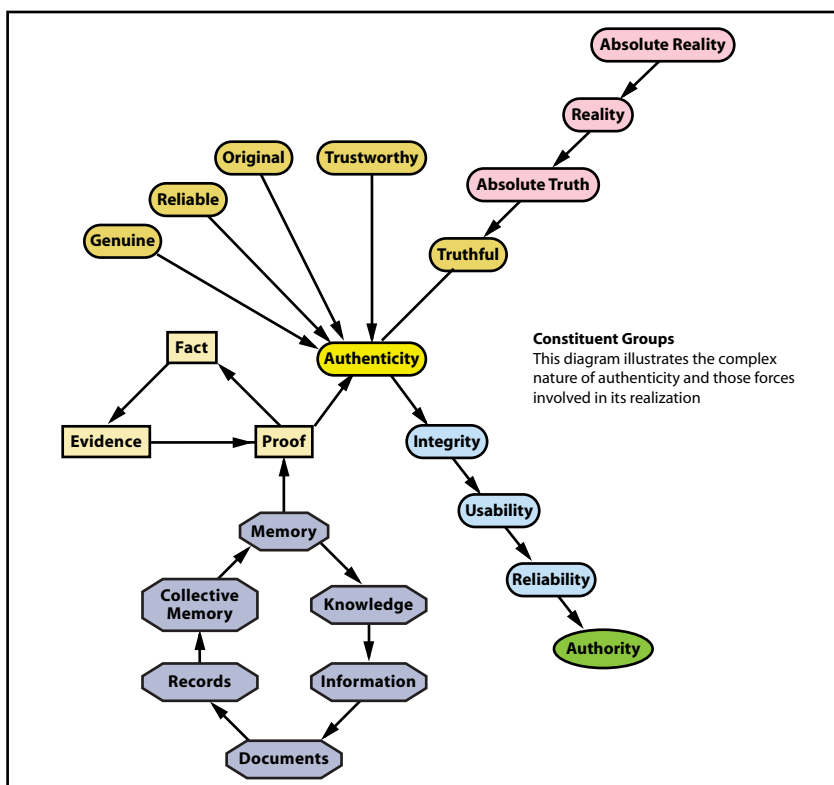 Absolute Reality
Reality
Original
Trustworthy
Absolute Truth
Reliable
Genuine
Truthful
Constituent Groups
This diagram illustrates the complex
nature of authenticity and those forces
involved in its realization
Fact
Authenticity
Evidence
Proof
Integrity
Usability
Memory
Reliability
Collective
Memory
Knowledge
Authority
Records
Information
Documents